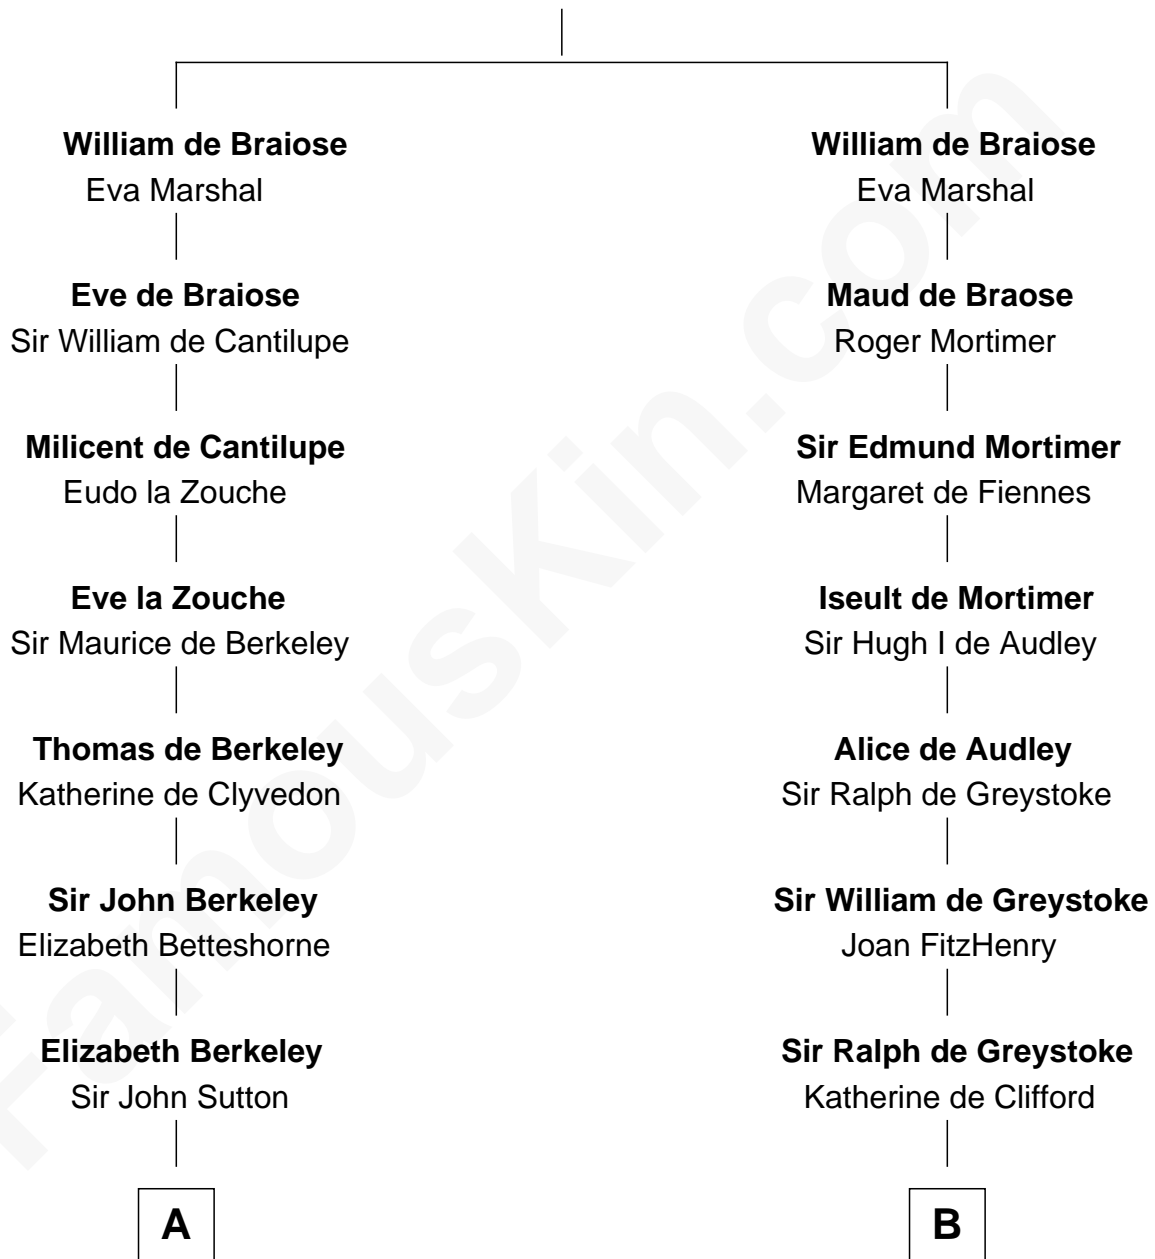 William de Braiose
Eva Marshal
Eve de Braiose
Sir William de Cantilupe
Milicent de Cantilupe
Eudo la Zouche
Eve la Zouche
Sir Maurice de Berkeley
Thomas de Berkeley
Katherine de Clyvedon
Sir John Berkeley
Elizabeth Betteshorne
Elizabeth Berkeley
Sir John Sutton
A
William de Braiose
Eva Marshal
Maud de Braose
Roger Mortimer
Sir Edmund Mortimer
Margaret de Fiennes
Iseult de Mortimer
Sir Hugh I de Audley
Alice de Audley
Sir Ralph de Greystoke
Sir William de Greystoke
Joan FitzHenry
Sir Ralph de Greystoke
Katherine de Clifford
B
FamousKin.com